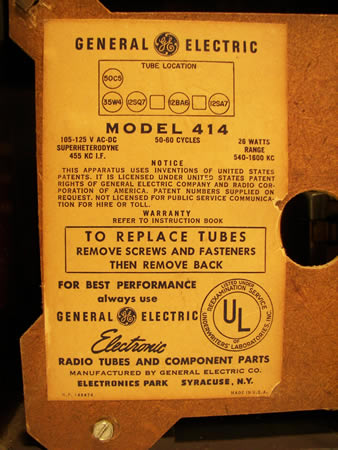 GENERAL GE ELECTRIC
TUBE LOCATION
50C5
35W4 12SQ7 12BA6 12SA7
MODEL 414
105-125 V AC-DC 50-60 CYCLES 26 WATTS
SUPERHETERODYNE RANGE
455 KC I.F. 540-1600 KC
NOTICE
THIS APPARATUS USES INVENTIONS OF UNITED STATES
PATENTS. IT IS LICENSED UNDER UNITED STATES PATENT
RIGHTS OF GENERAL ELECTRIC COMPANY AND RADIO COR-
PORATION OF AMERICA. PATENT NUMBERS SUPPLIED ON
REQUEST. NOT LICENSED FOR PUBLIC SERVICE COMMUNICA-
TION FOR HIRE OR TOLL.
WARRANTY
REFER TO INSTRUCTION BOOK
TO REPLACE TUBES
REMOVE SCREWS AND FASTENERS
THEN REMOVE BACK
FOR BEST PERFORMANCE
always use
GENERAL GE ELECTRIC
Electronic
RADIO TUBES AND COMPONENT PARTS
MANUFACTURED BY GENERAL ELECTRIC CO.
ELECTRONICS PARK SYRACUSE, N.Y.
MADE IN U.S.A.
LISTED UNDER
REEXAMINATION SERVICE
UL
OF
UNDERWRITERS' LABORATORIES, INC.